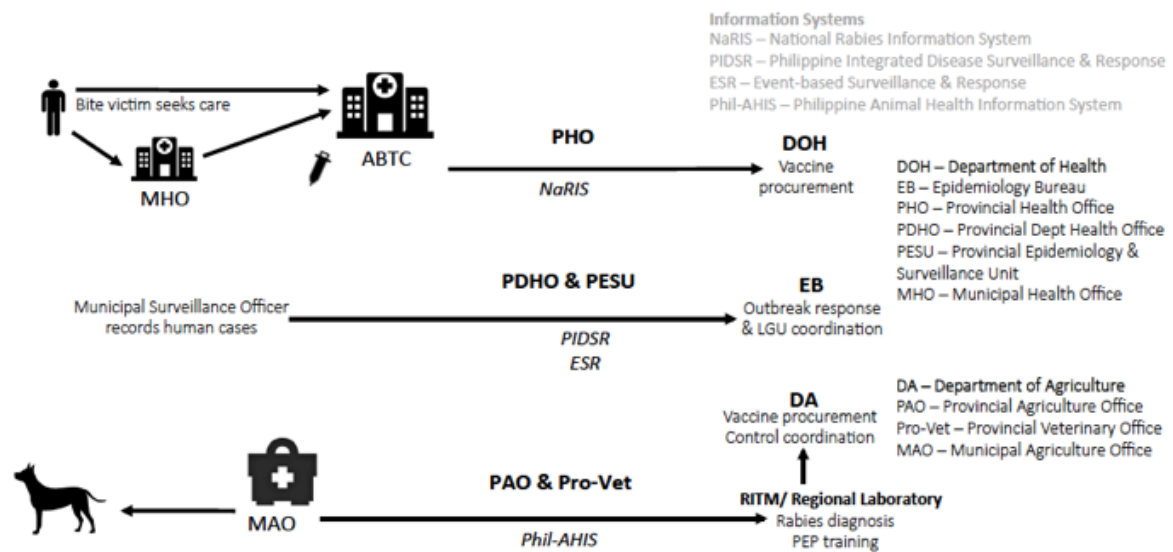 Information Systems
NaRIS – National Rabies Information System
PIDSR – Philippine Integrated Disease Surveillance & Response
ESR – Event-based Surveillance & Response
Phil-AHIS – Philippine Animal Health Information System
Bite victim seeks care
MHO
ABTC
PHO
NaRIS
DOH
Vaccine
procurement
DOH – Department of Health
EB – Epidemiology Bureau
PHO – Provincial Health Office
PDHO – Provincial Dept Health Office
PESU – Provincial Epidemiology &
Surveillance Unit
MHO – Municipal Health Office
Municipal Surveillance Officer
records human cases
PDHO & PESU
PIDSR
ESR
EB
Outbreak response
& LGU coordination
DA
Vaccine procurement
Control coordination
DA – Department of Agriculture
PAO – Provincial Agriculture Office
Pro-Vet – Provincial Veterinary Office
MAO – Municipal Agriculture Office
MAO
PAO & Pro-Vet
Phil-AHIS
RITM/ Regional Laboratory
Rabies diagnosis
PEP training